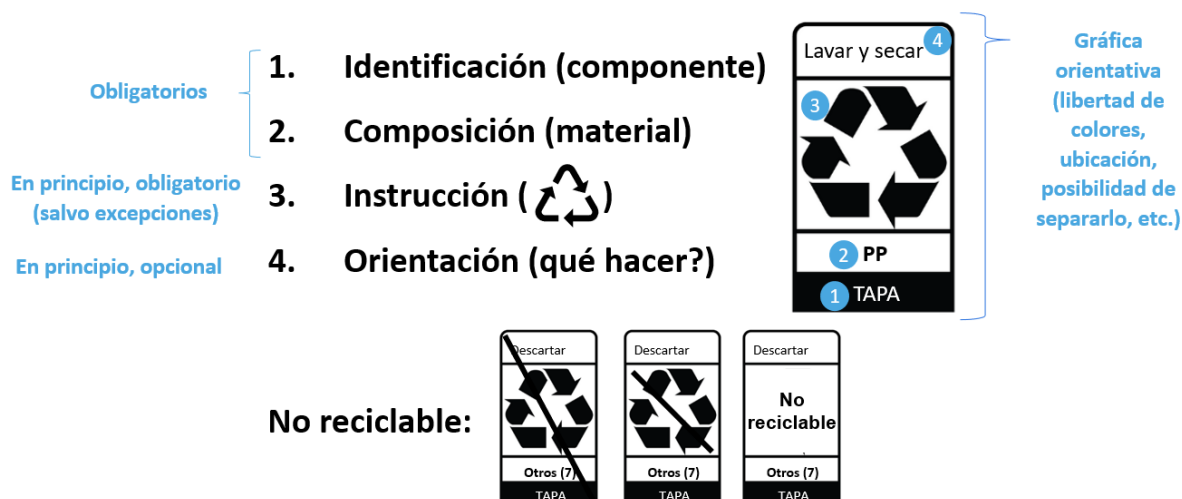 Obligatorios
En principio, obligatorio
(salvo excepciones)
En principio, opcional
1. Identificación (componente)
2. Composición (material)
3. Instrucción ( )
4. Orientación (qué hacer?)
Lavar y secar 4
3
2 PP
1 TAPA
Gráfica
orientativa
(libertad de
colores,
ubicación,
posibilidad de
separarlo, etc.)
No reciclable:
Descartar
Otros (7)
TAPA
Descartar
Otros (7)
TAPA
Descartar
No
reciclable
Otros (7)
TAPA